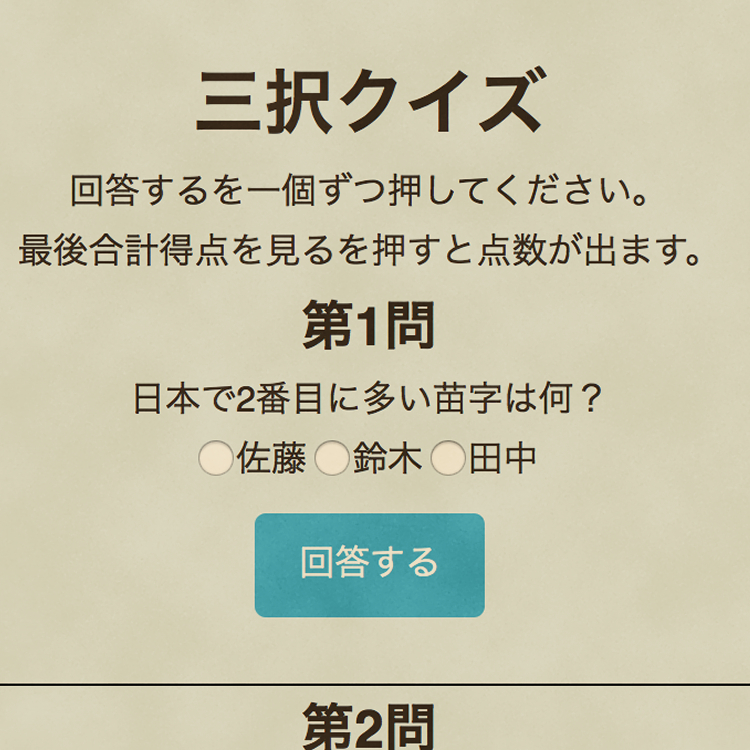 三択クイズ
回答するを一個ずつ押してください。
最後合計得点を見るを押すと点数が出ます。
第1問
日本で2番目に多い苗字は何？
佐藤 鈴木 田中
回答する
第2問